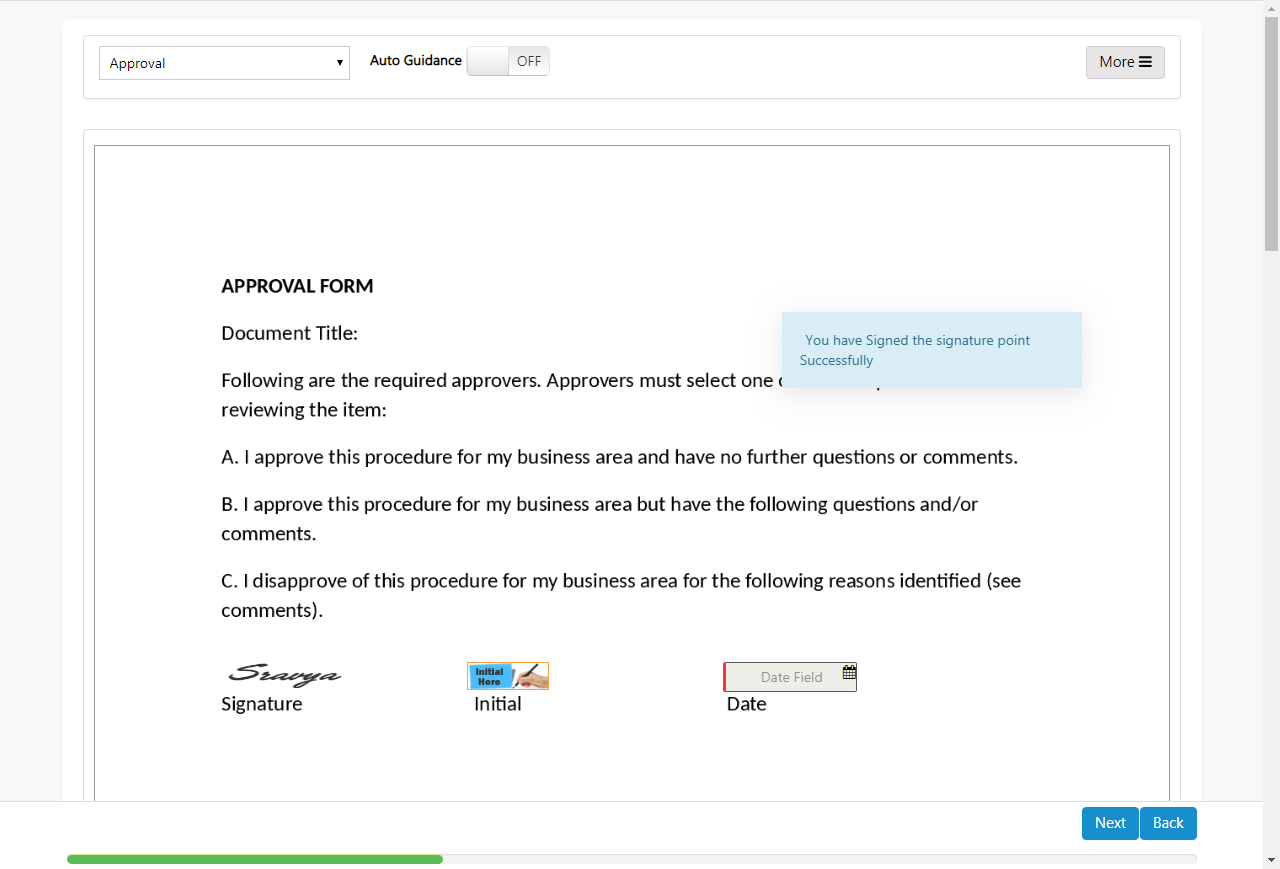 Approval
Auto Guidance OFF
More
APPROVAL FORM
Document Title:
You have Signed the signature point
Successfully
Following are the required approvers. Approvers must select one
reviewing the item:
A. I approve this procedure for my business area and have no further questions or comments.
B. I approve this procedure for my business area but have the following questions and/or
comments.
C. I disapprove of this procedure for my business area for the following reasons identified (see
comments).
Sravya
Initial
Here
Date Field
Signature Initial Date
Next Back